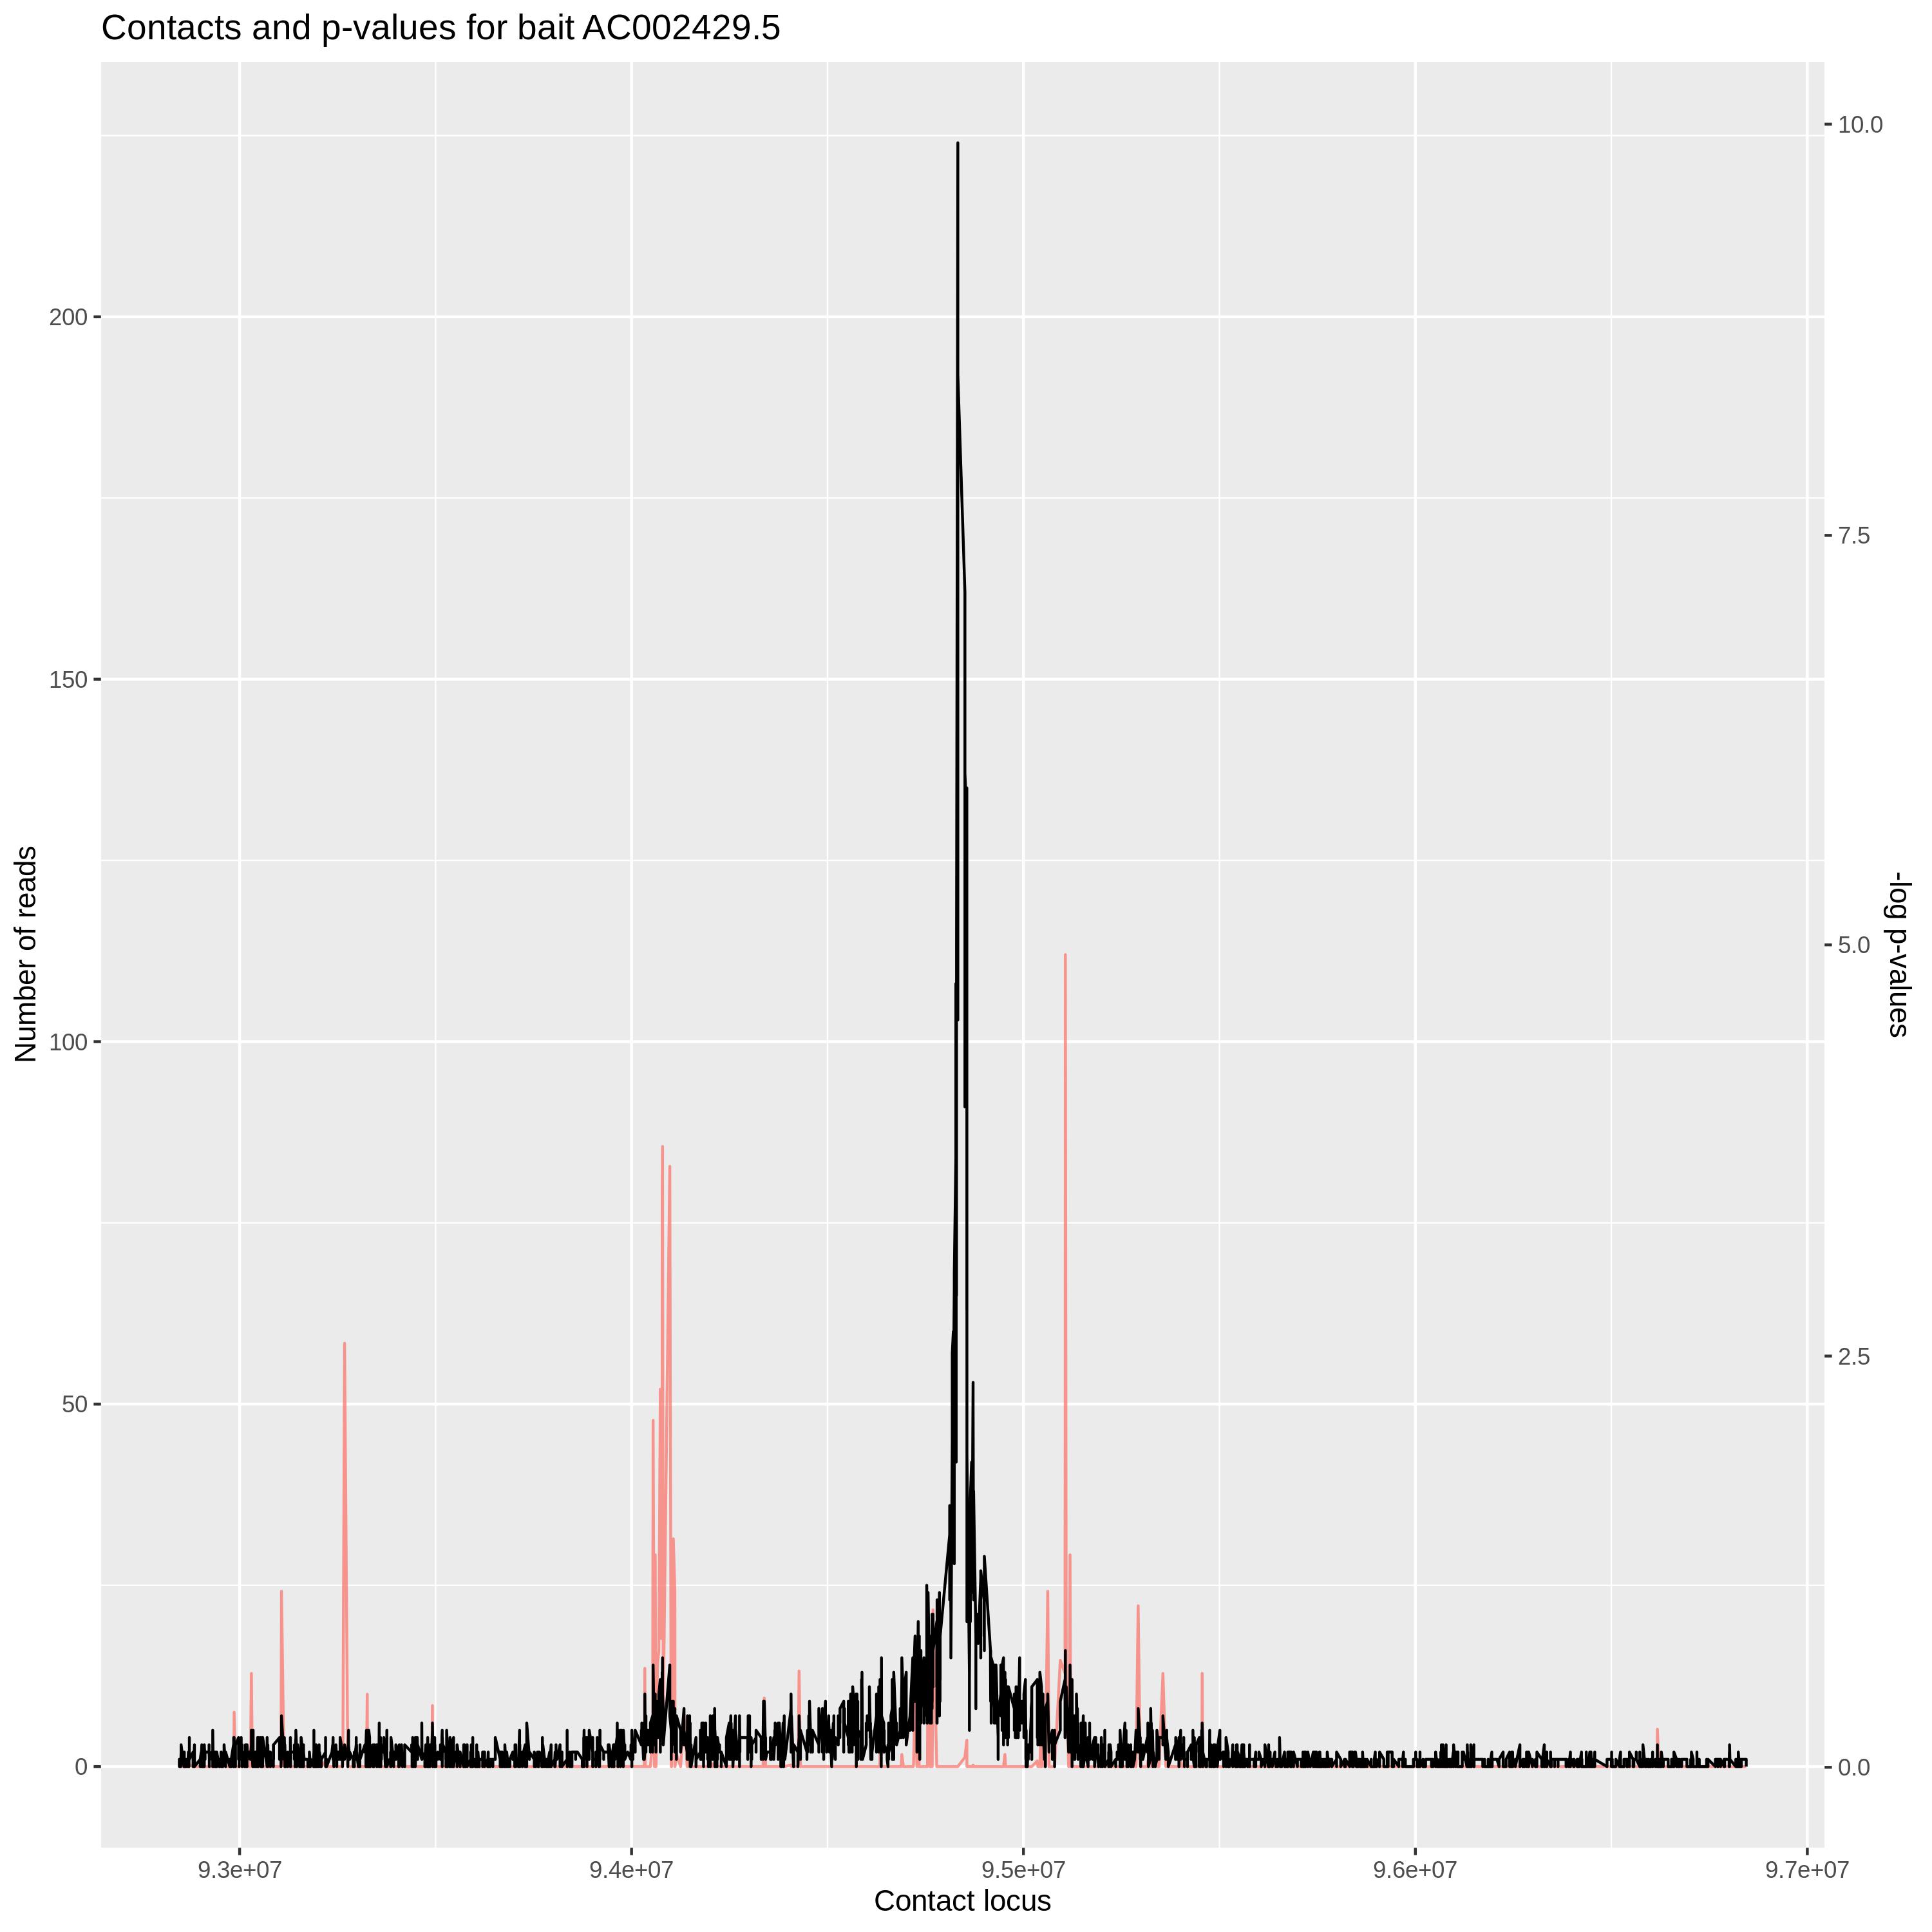 Contacts and p-values for bait AC002429.5
10.0
200
7.5
150
Number of reads
-log p-values
5.0
100
2.5
50
0
0.0
9.3e+07 9.4e+07 9.5e+07 9.6e+07 9.7e+07
Contact locus